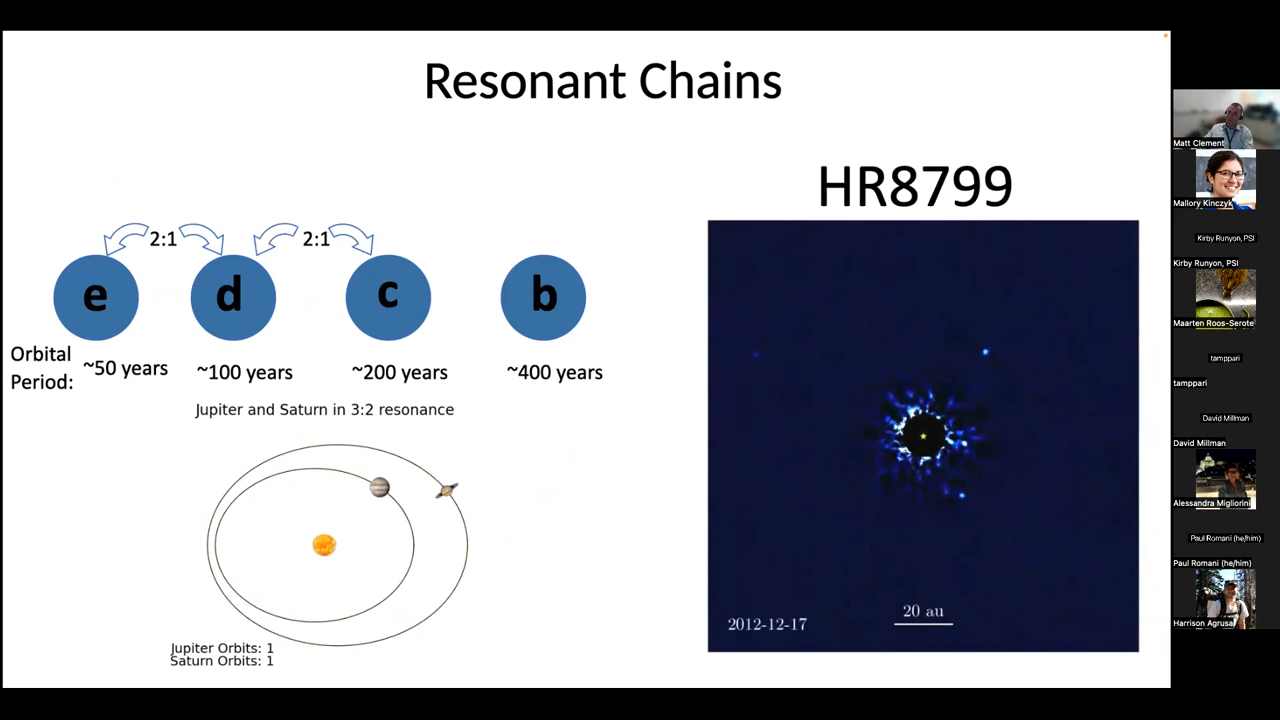 Resonant Chains
HR8799
2:1
2:1
e
d
c
b
Orbital
Period:
~50 years
~100 years
~200 years
~400 years
Jupiter and Saturn in 3:2 resonance
Jupiter Orbits: 1
Saturn Orbits: 1
20 au
2012-12-17
Matt Clement
Mallory Kinczyk
Kirby Runyon, PSI
Kirby Runyon, PSI
Maarten Roos-Serote
tamppari
tamppari
David Millman
David Millman
Alessandra Migliorini
Paul Romani (he/him)
Paul Romani (he/him)
Harrison Agrusa